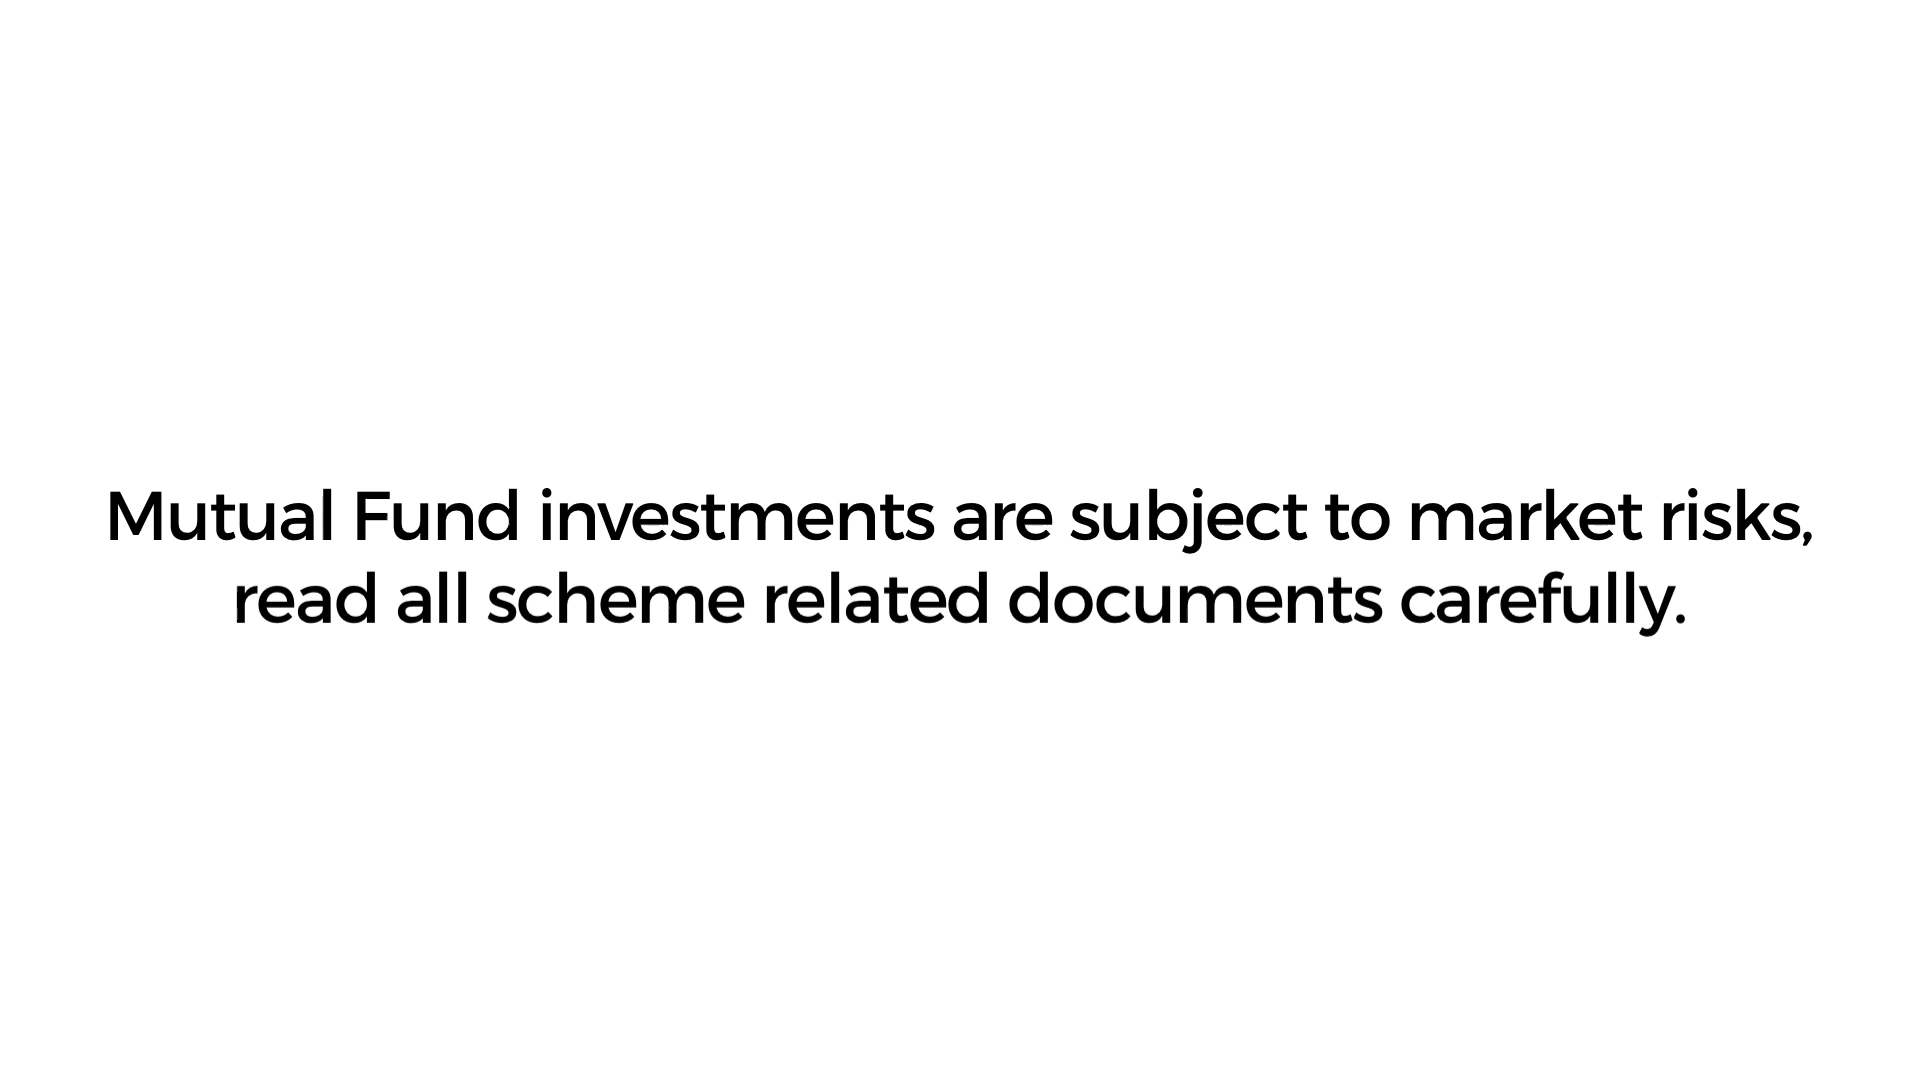 Mutual Fund investments are subject to market risks,
read all scheme related documents carefully.